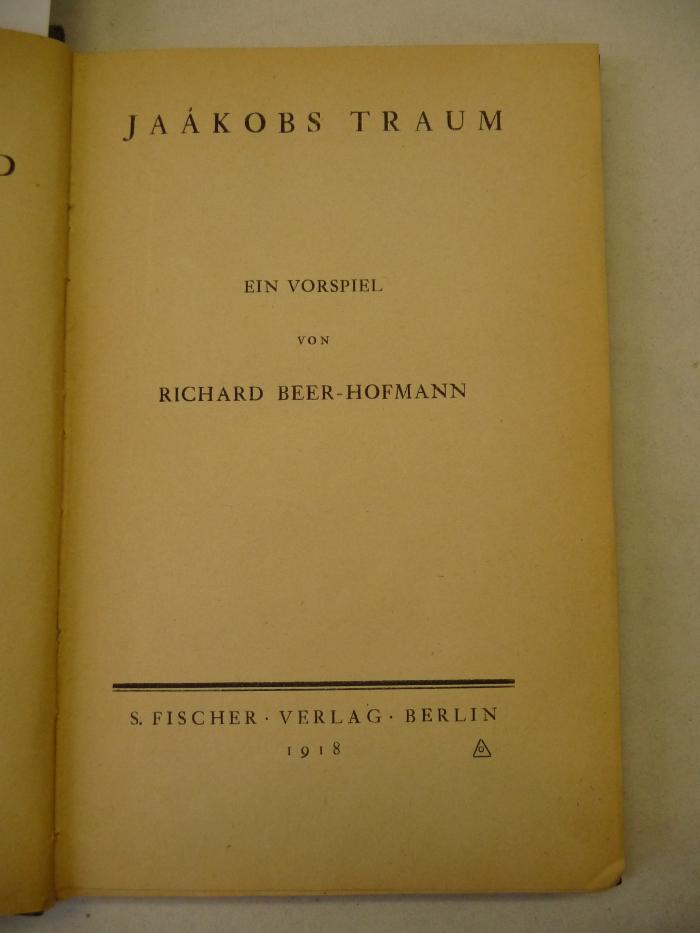 JAÁKOBS TRAUM
EIN VORSPIEL
VON
RICHARD BEER-HOFMANN
S. FISCHER · VERLAG · BERLIN
1918